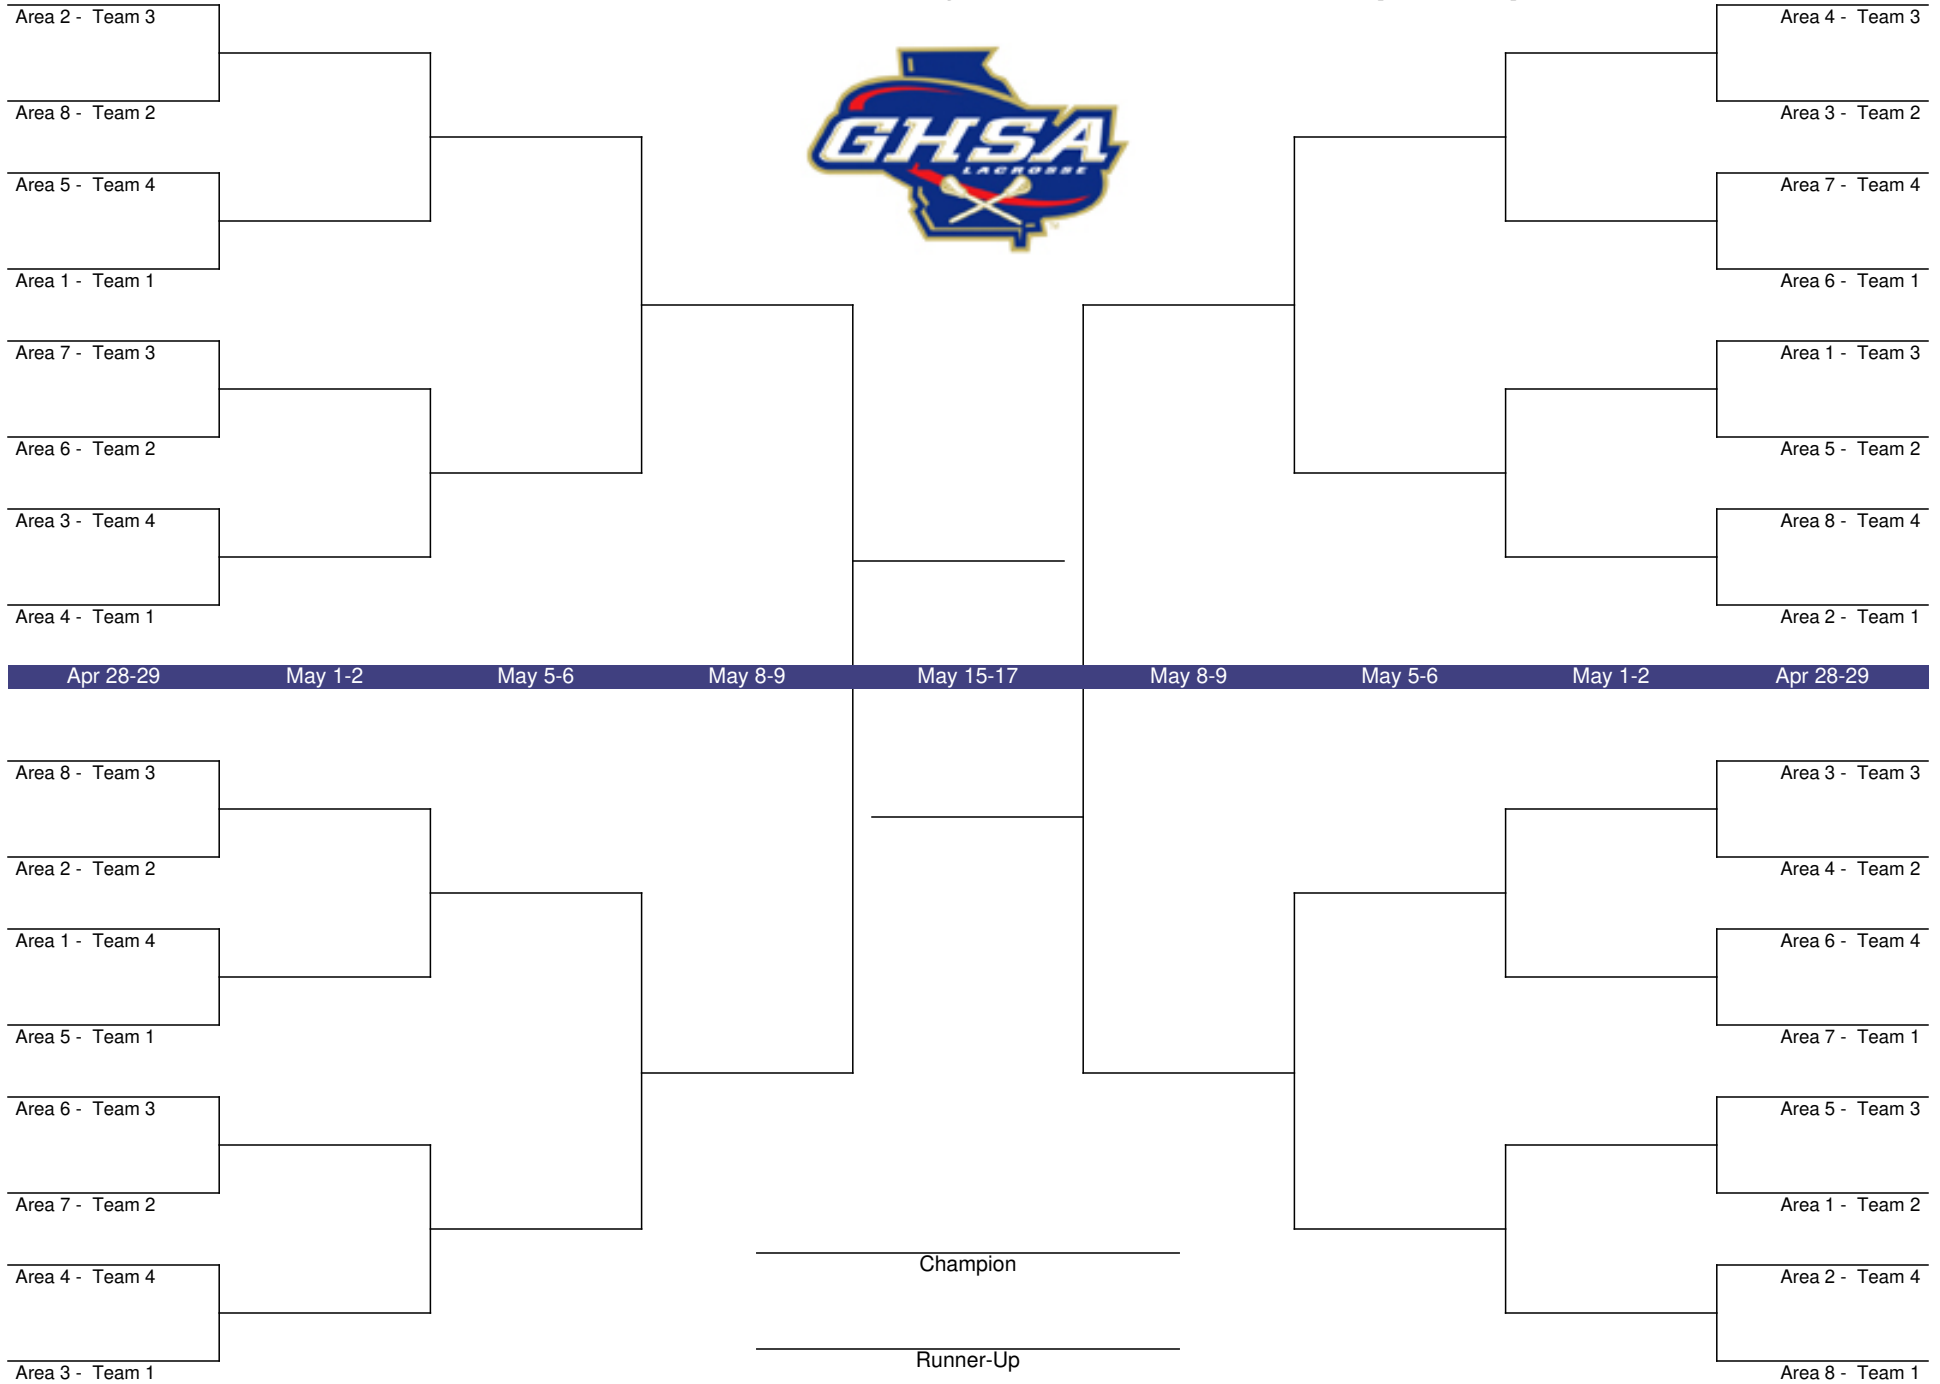 Area 2 - Team 3
Area 8 - Team 2
Area 5 - Team 4
Area 1 - Team 1
Area 7 - Team 3
Area 6 - Team 2
Area 3 - Team 4
Area 4 - Team 1
GHSA
LACROSSE
Area 4 - Team 3
Area 3 - Team 2
Area 7 - Team 4
Area 6 - Team 1
Area 1 - Team 3
Area 5 - Team 2
Area 8 - Team 4
Area 2 - Team 1
Apr 28-29 May 1-2 May 5-6 May 8-9 May 15-17 May 8-9 May 5-6 May 1-2 Apr 28-29
Area 8 - Team 3
Area 2 - Team 2
Area 1 - Team 4
Area 5 - Team 1
Area 6 - Team 3
Area 7 - Team 2
Area 4 - Team 4
Area 3 - Team 1
Champion
Runner-Up
Area 3 - Team 3
Area 4 - Team 2
Area 6 - Team 4
Area 7 - Team 1
Area 5 - Team 3
Area 1 - Team 2
Area 2 - Team 4
Area 8 - Team 1